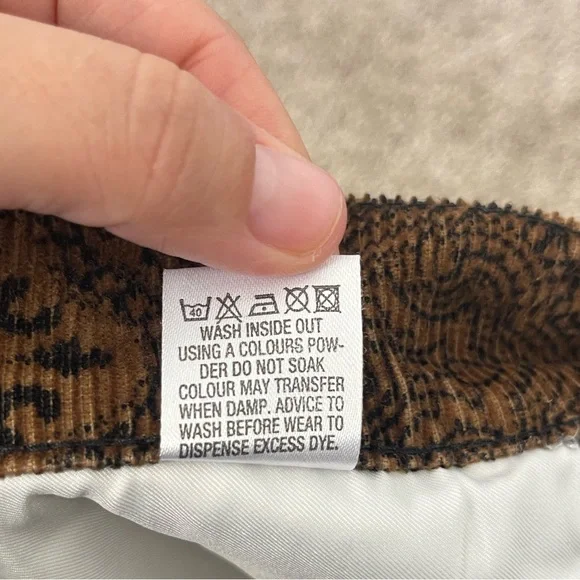 40
WASH INSIDE OUT
USING A COLOURS POW-
DER DO NOT SOAK
COLOUR MAY TRANSFER
WHEN DAMP. ADVICE TO
WASH BEFORE WEAR TO
DISPENSE EXCESS DYE.